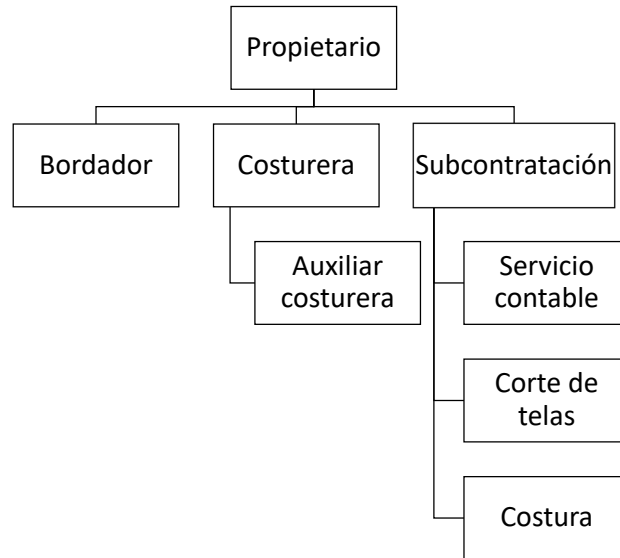 Propietario
Bordador
Costurera
Subcontratación
Auxiliar
costurera
Servicio
contable
Corte de
telas
Costura